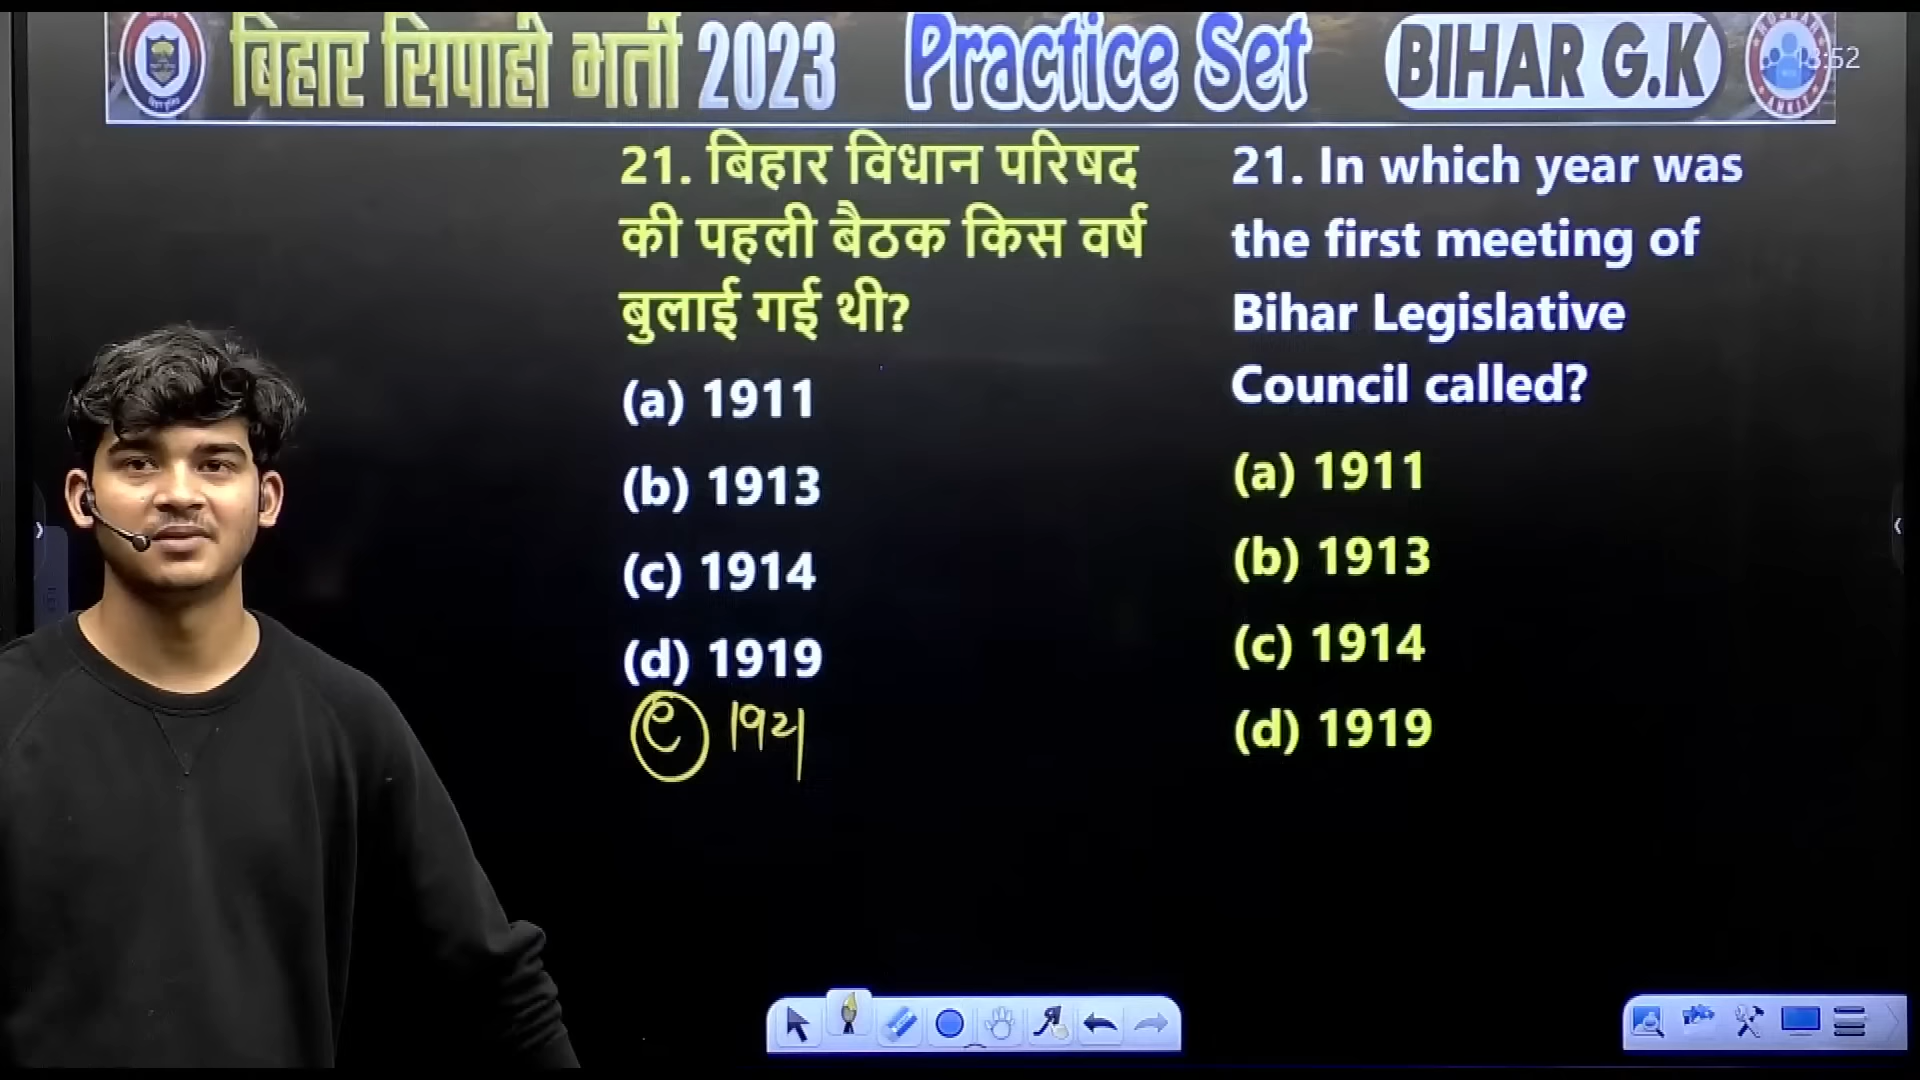 बिहार सिपाही भर्ती 2023 Practice Set BIHAR G.K
21. बिहार विधान परिषद
की पहली बैठक किस वर्ष
बुलाई गई थी?
(a) 1911
(b) 1913
(c) 1914
(d) 1919
(e) 1921
21. In which year was
the first meeting of
Bihar Legislative
Council called?
(a) 1911
(b) 1913
(c) 1914
(d) 1919